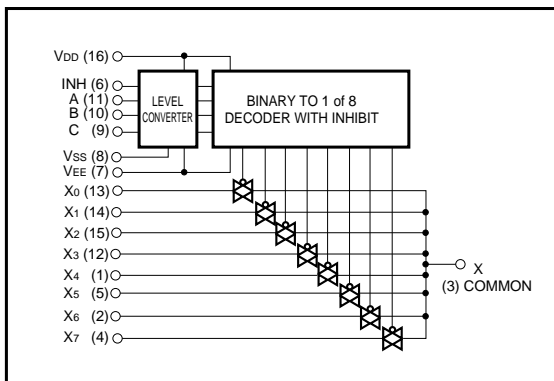 VDD (16)
INH (6)
A (11)
B (10)
C (9)
LEVEL
CONVERTER
BINARY TO 1 of 8
DECODER WITH INHIBIT
VSS (8)
VEE (7)
X0 (13)
X1 (14)
X2 (15)
X3 (12)
X4 (1)
X5 (5)
X6 (2)
X7 (4)
X
(3) COMMON